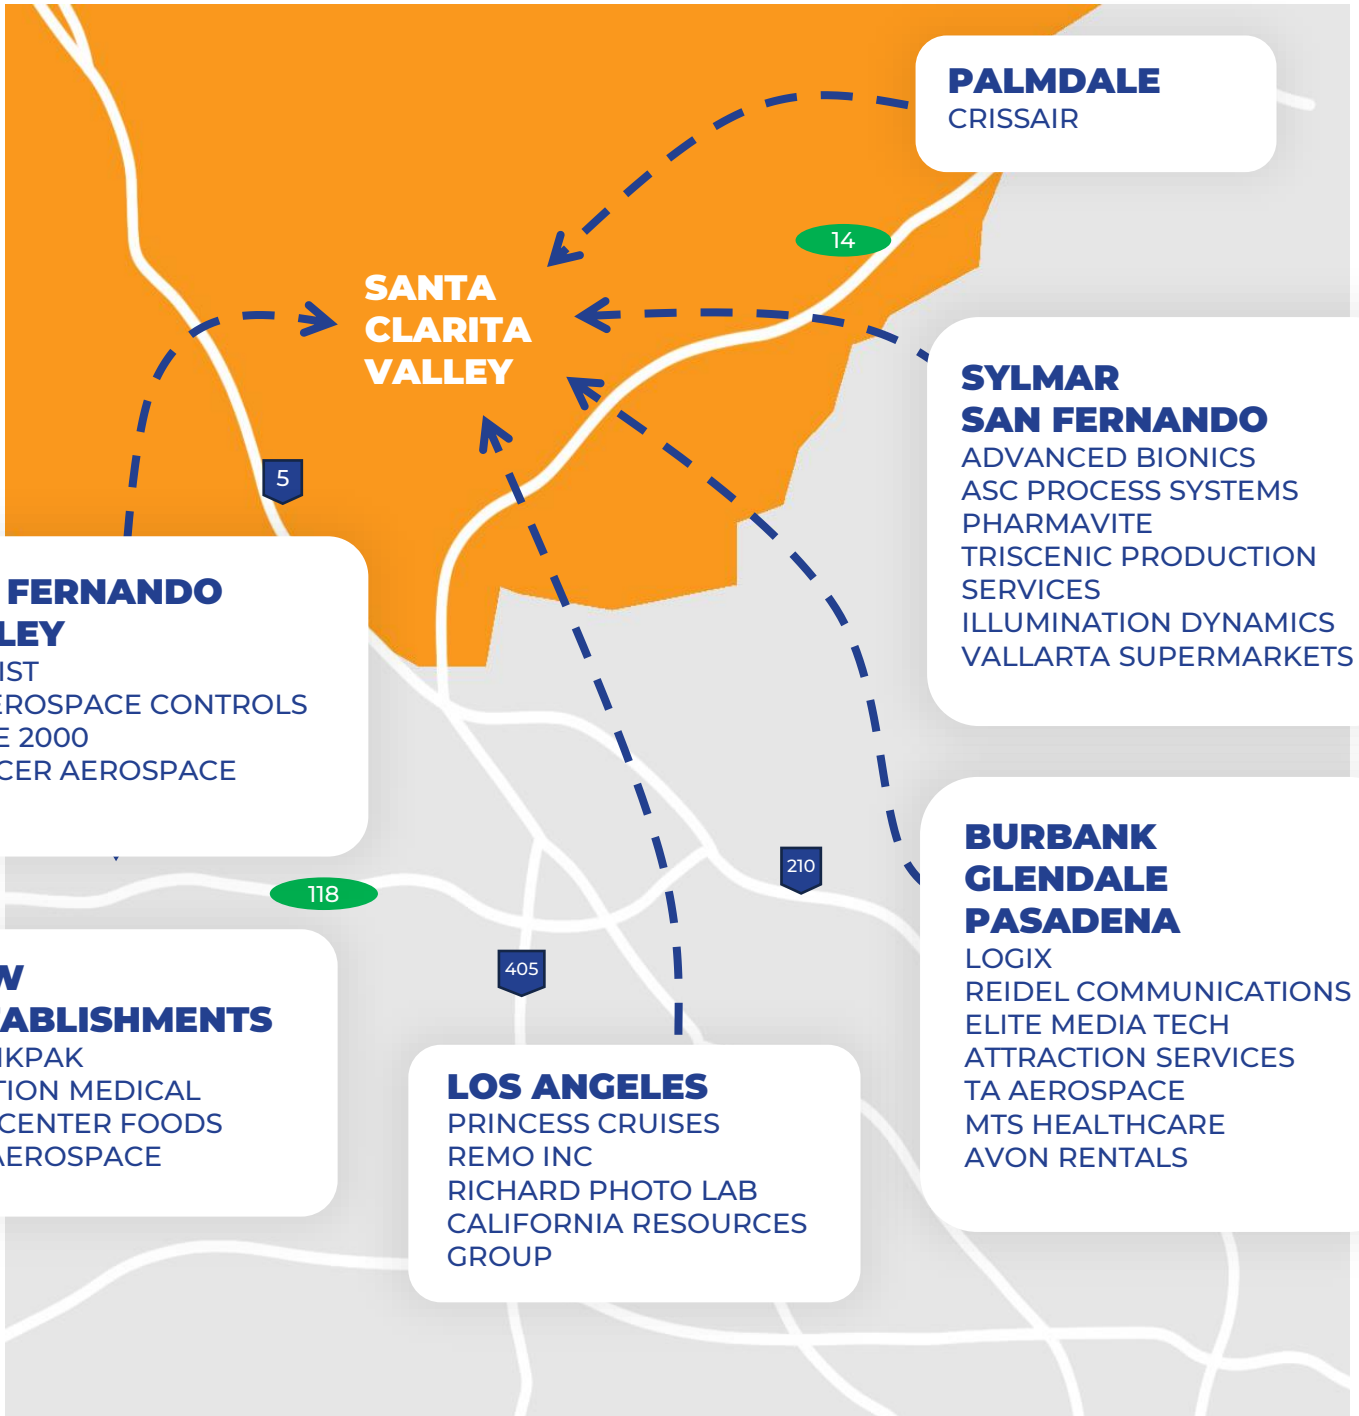 PALMDALE
CRISSAIR
14
SANTA
CLARITA
VALLEY
5
SYLMAR
SAN FERNANDO
ADVANCED BIONICS
ASC PROCESS SYSTEMS
PHARMAVITE
TRISCENIC PRODUCTION
SERVICES
ILLUMINATION DYNAMICS
VALLARTA SUPERMARKETS
FERNANDO
LEY
IST
EROSPACE CONTROLS
E 2000
CER AEROSPACE
118
210
405
BURBANK
GLENDALE
PASADENA
LOGIX
REIDEL COMMUNICATIONS
ELITE MEDIA TECH
ATTRACTION SERVICES
TA AEROSPACE
MTS HEALTHCARE
AVON RENTALS
W
TABLISHMENTS
IKPAK
TION MEDICAL
CENTER FOODS
AEROSPACE
LOS ANGELES
PRINCESS CRUISES
REMO INC
RICHARD PHOTO LAB
CALIFORNIA RESOURCES
GROUP